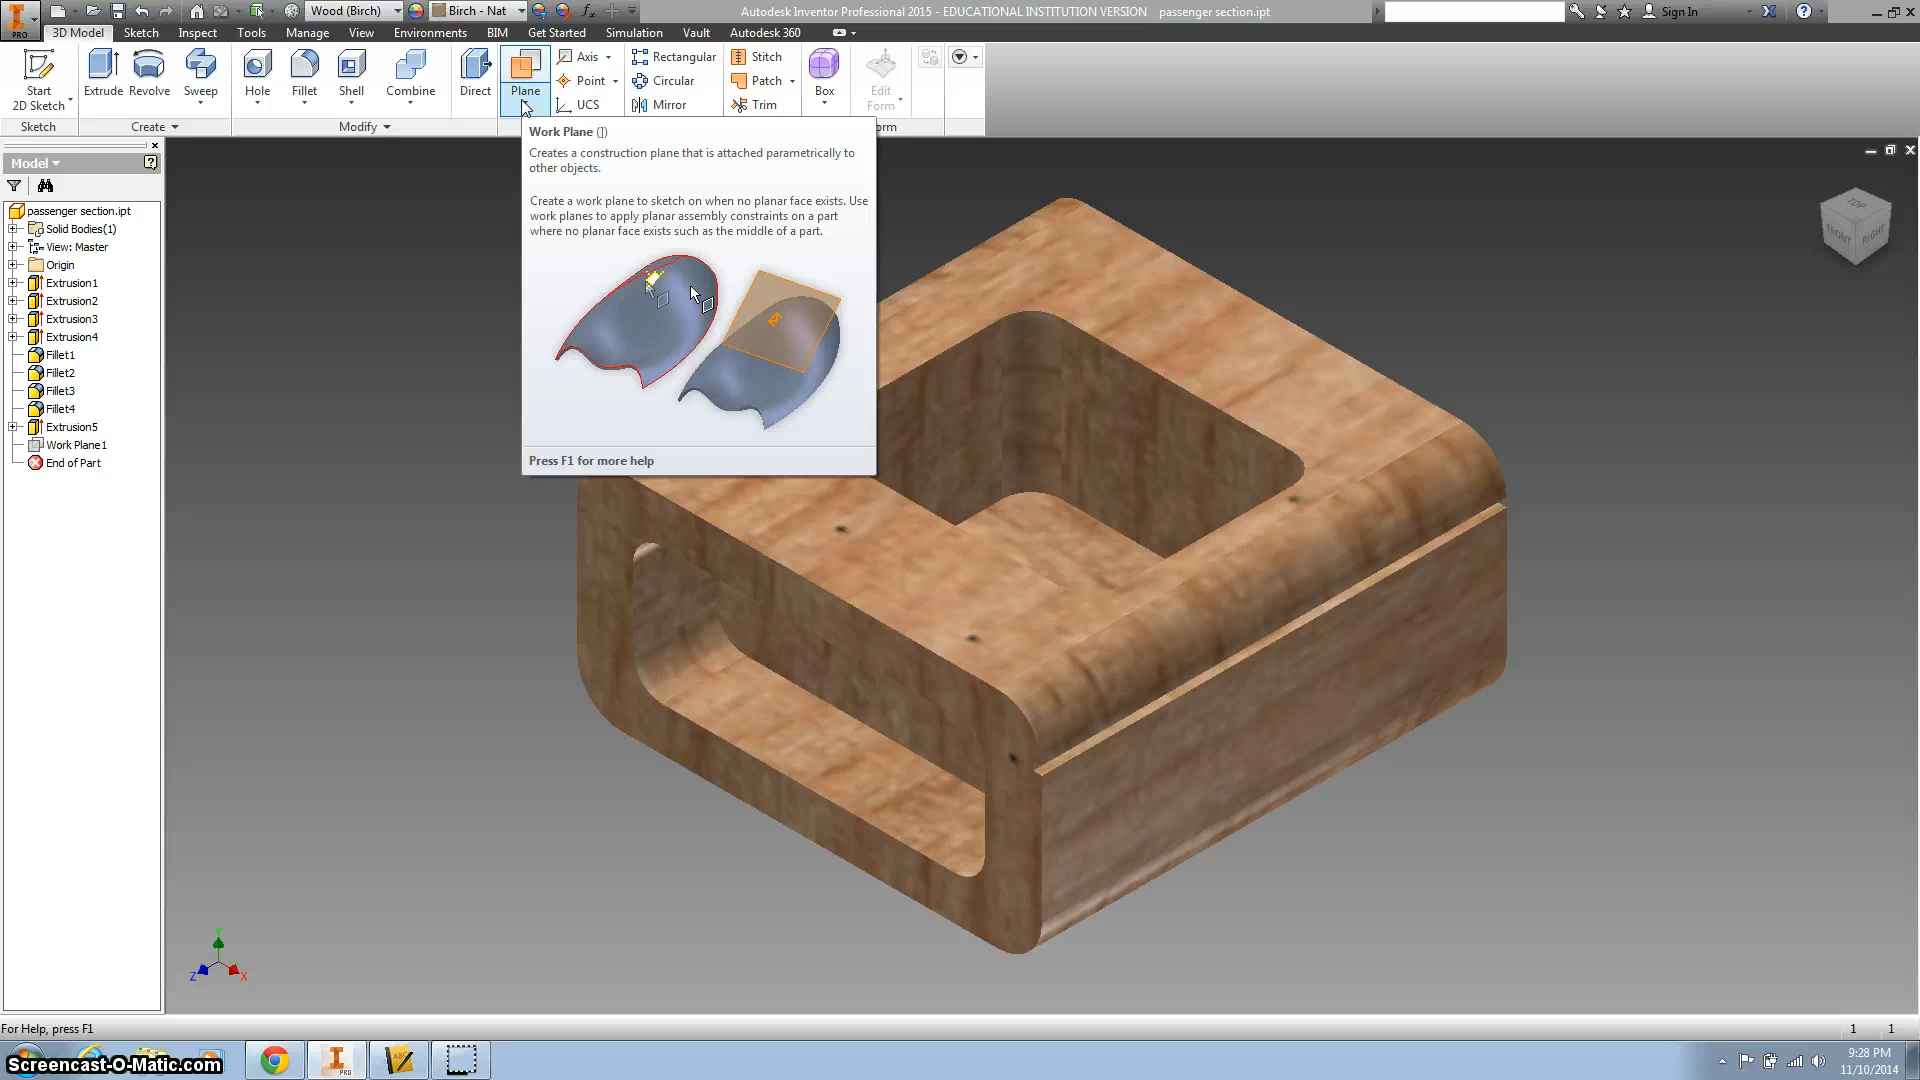 Wood (Birch)
Birch - Nat
Autodesk Inventor Professional 2015 - EDUCATIONAL INSTITUTION VERSION passenger section.ipt
Sign In
PRO
3D Model Sketch Inspect Tools Manage View Environments BIM Get Started Simulation Vault Autodesk 360
Start
2D Sketch
Extrude Revolve Sweep
Hole Fillet Shell Combine
Direct
Plane
Axis
Point
UCS
Rectangular
Circular
Mirror
Stitch
Patch
Trim
Box
Edit
Form
Sketch Create Modify orm
Work Plane (])
Creates a construction plane that is attached parametrically to
other objects.
Create a work plane to sketch on when no planar face exists. Use
work planes to apply planar assembly constraints on a part
where no planar face exists such as the middle of a part.
Press F1 for more help
Model
passenger section.ipt
Solid Bodies(1)
View: Master
Origin
Extrusion1
Extrusion2
Extrusion3
Extrusion4
Fillet1
Fillet2
Fillet3
Fillet4
Extrusion5
Work Plane1
End of Part
TOP
FRONT RIGHT
Y
Z X
For Help, press F1
1 1
Screencast-O-Matic.com
PRO
ABC
9:28 PM
11/10/2014